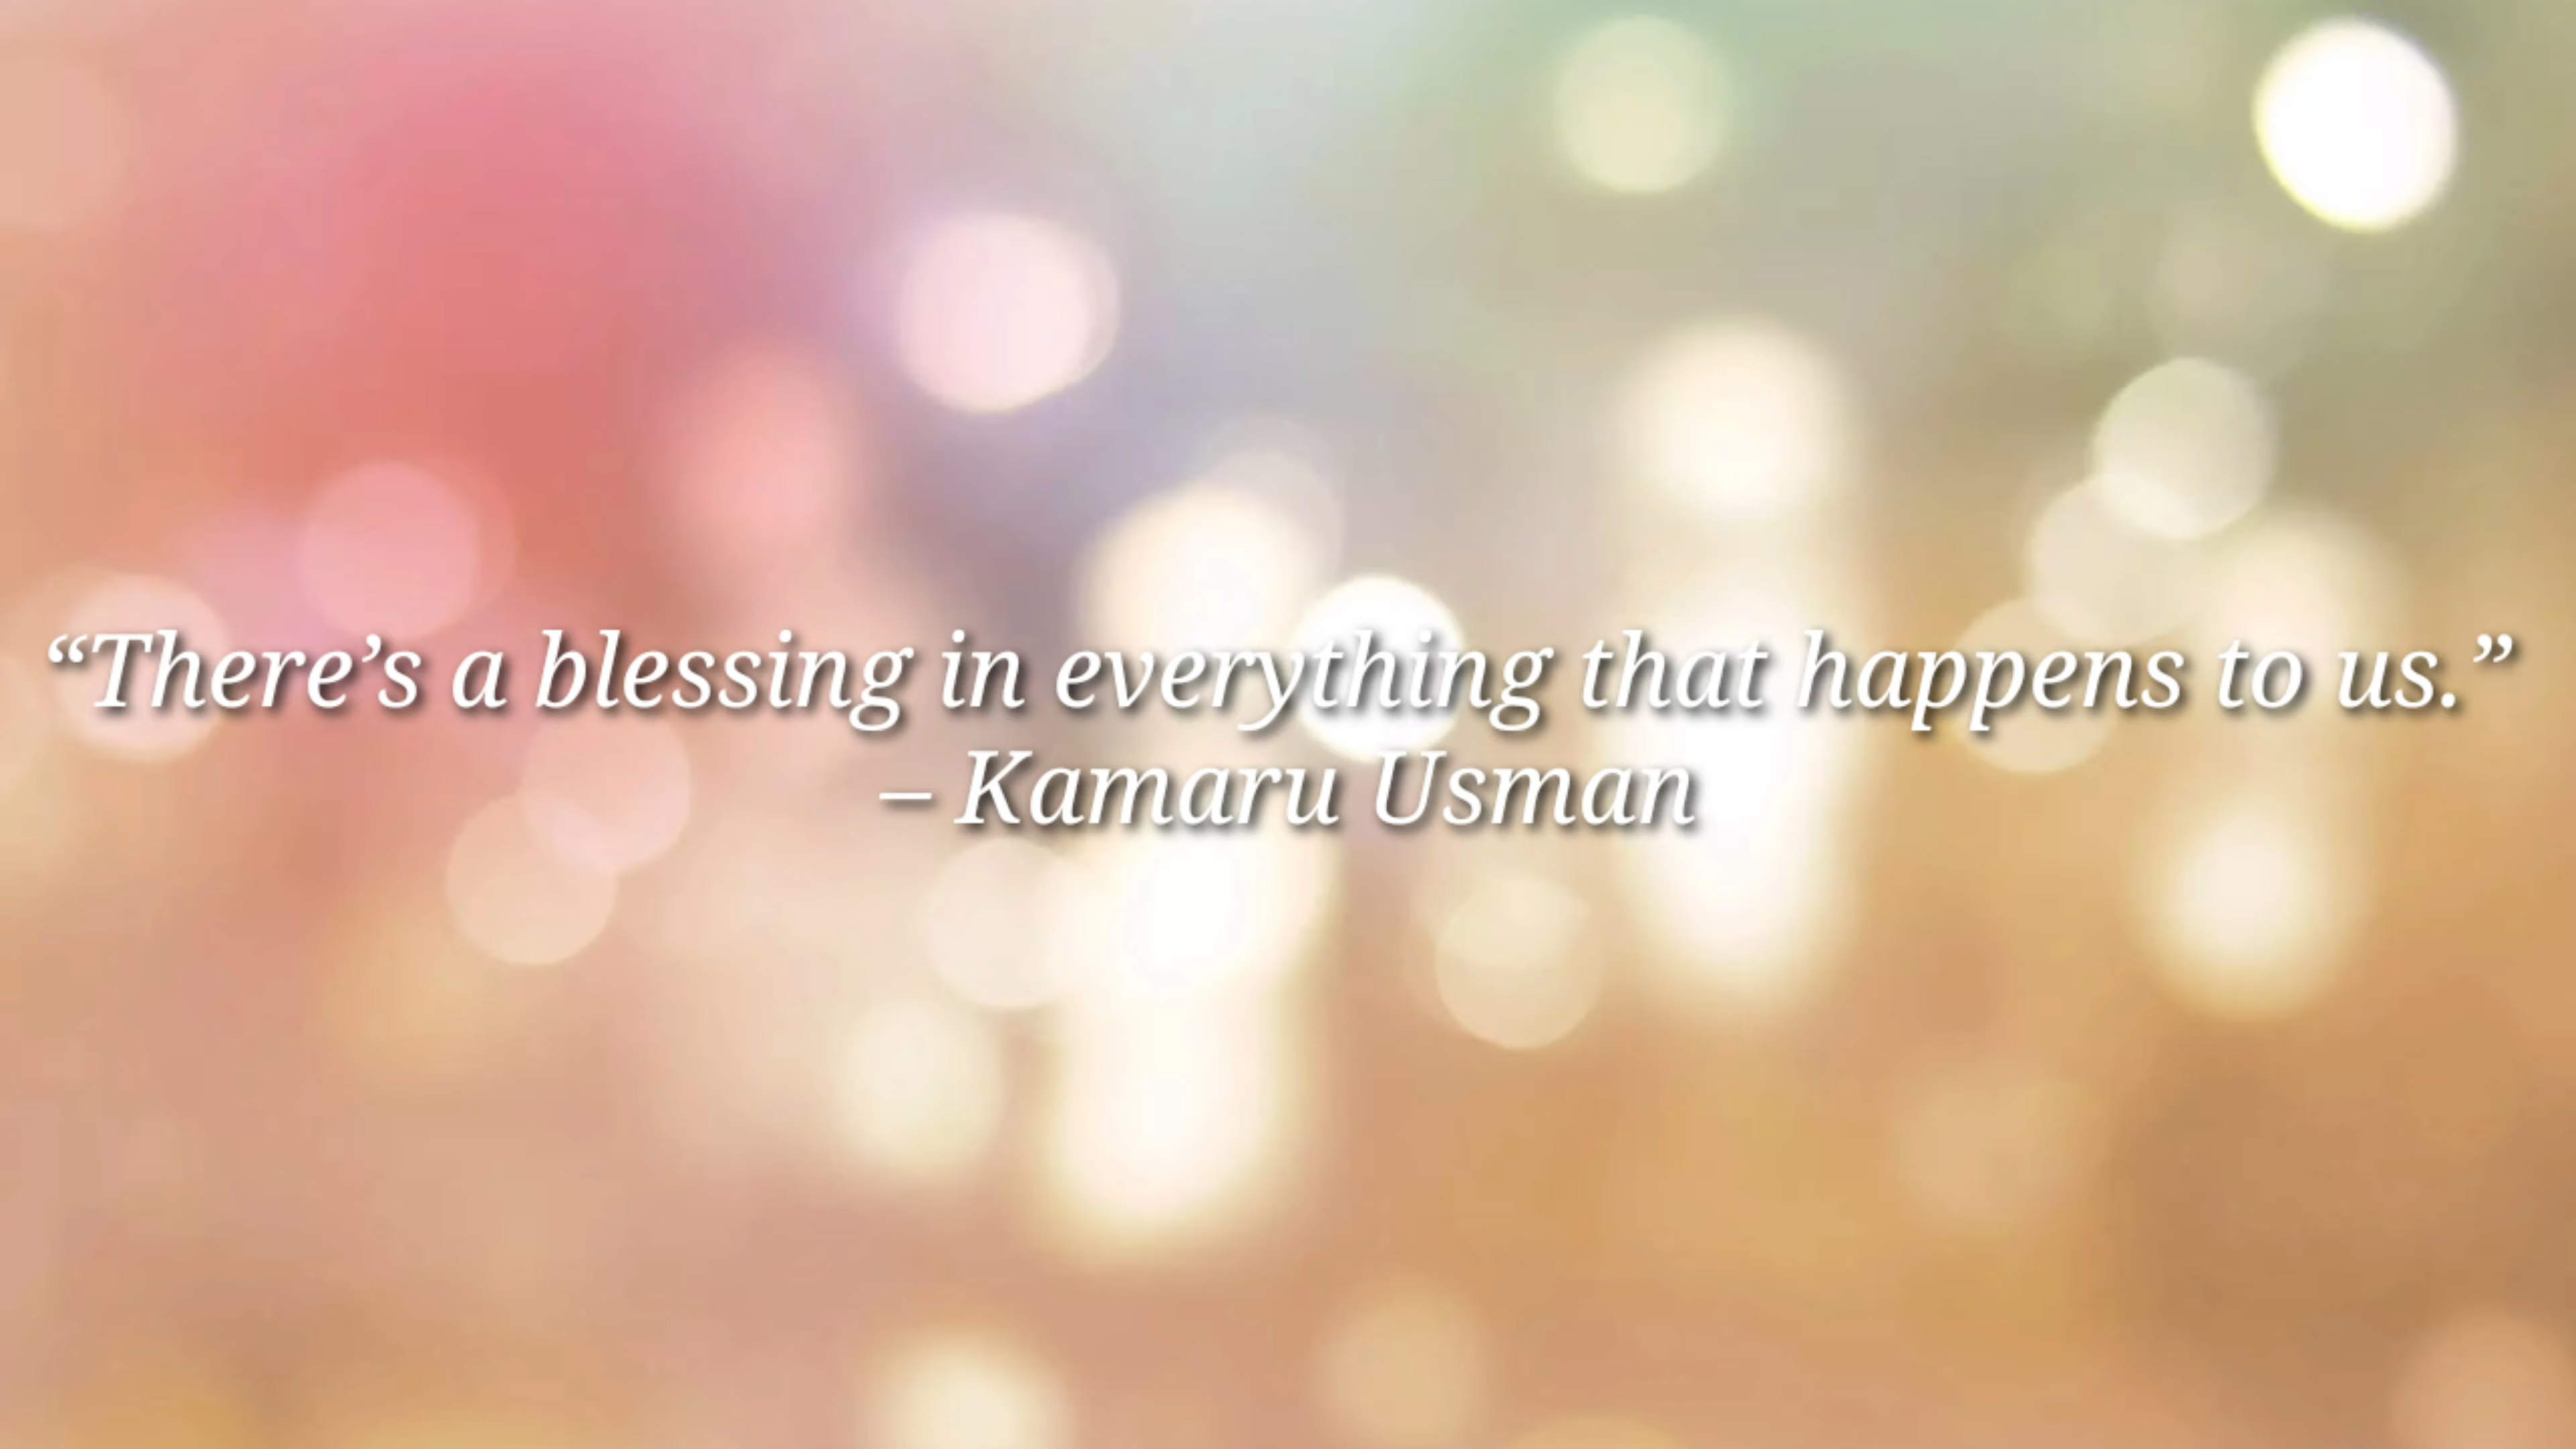 “There’s a blessing in everything that happens to us.”
– Kamaru Usman